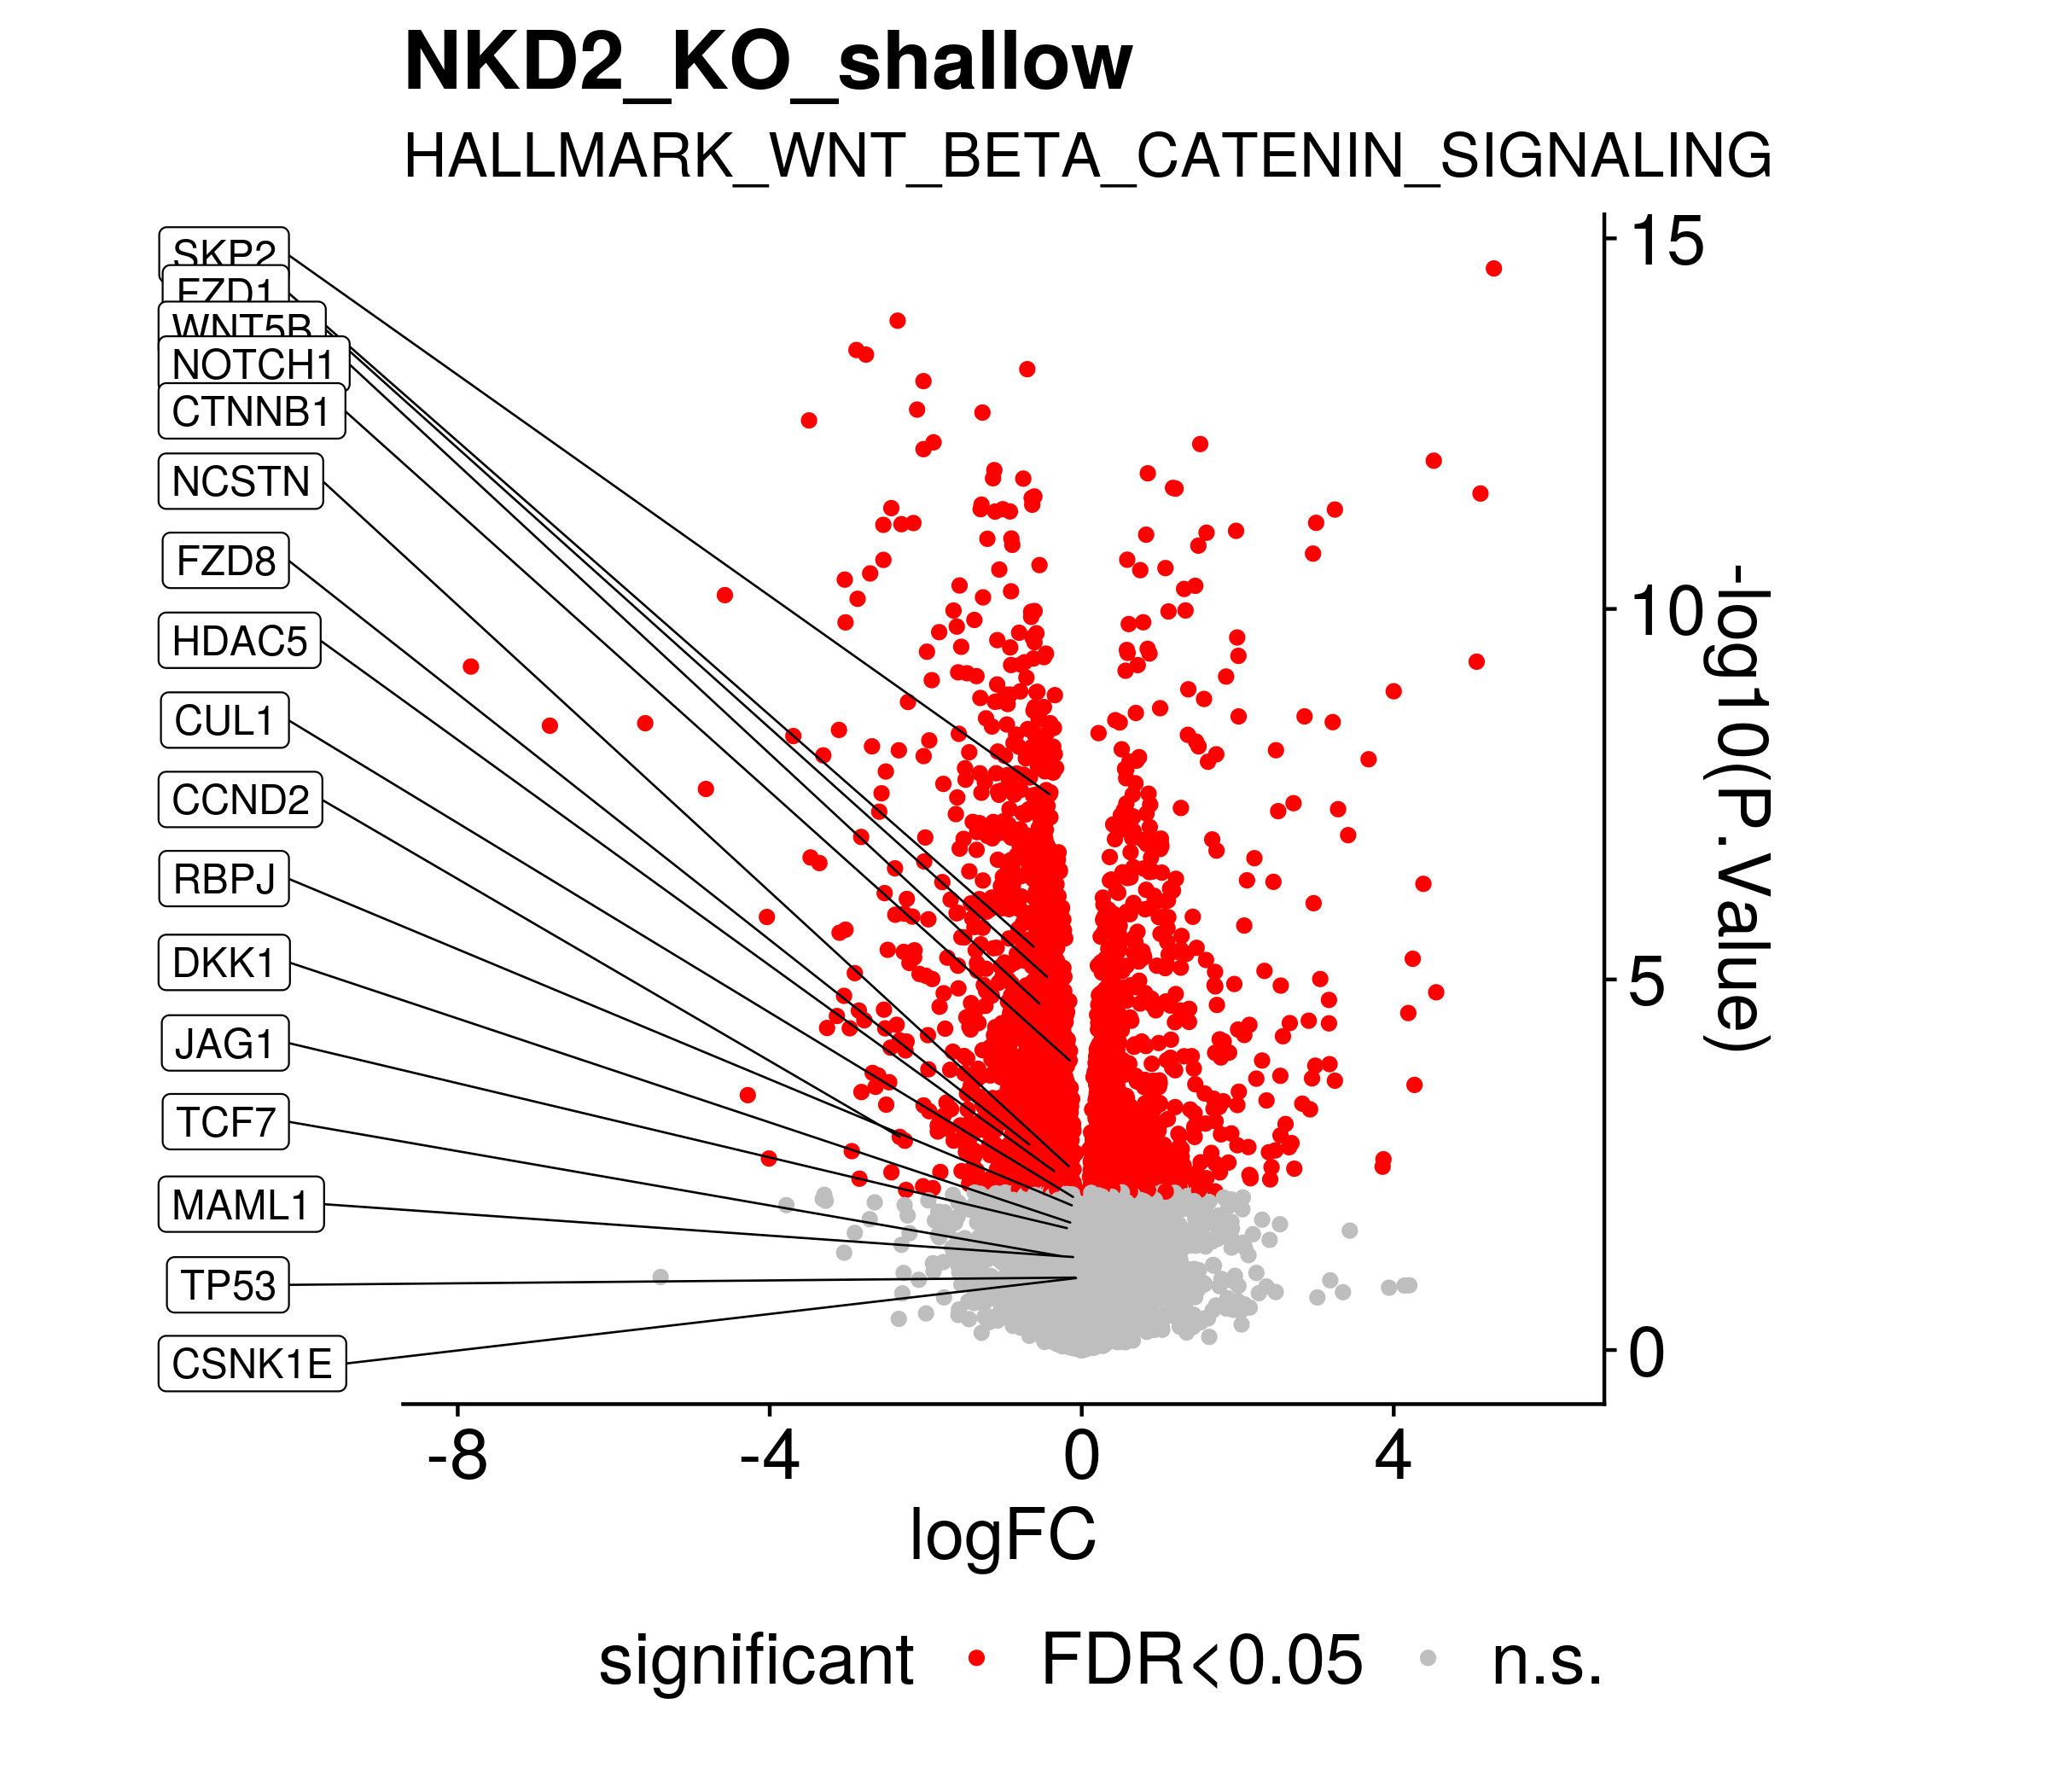 NKD2_KO_shallow
HALLMARK_WNT_BETA_CATENIN_SIGNALING
SKP2
FZD1
WNT5B
NOTCH1
CTNNB1
NCSTN
FZD8
HDAC5
CUL1
CCND2
RBPJ
DKK1
JAG1
TCF7
MAML1
TP53
CSNK1E
15
10
5
0
-log10(P.Value)
-8 -4 0 4
logFC
significant FDR<0.05 n.s.